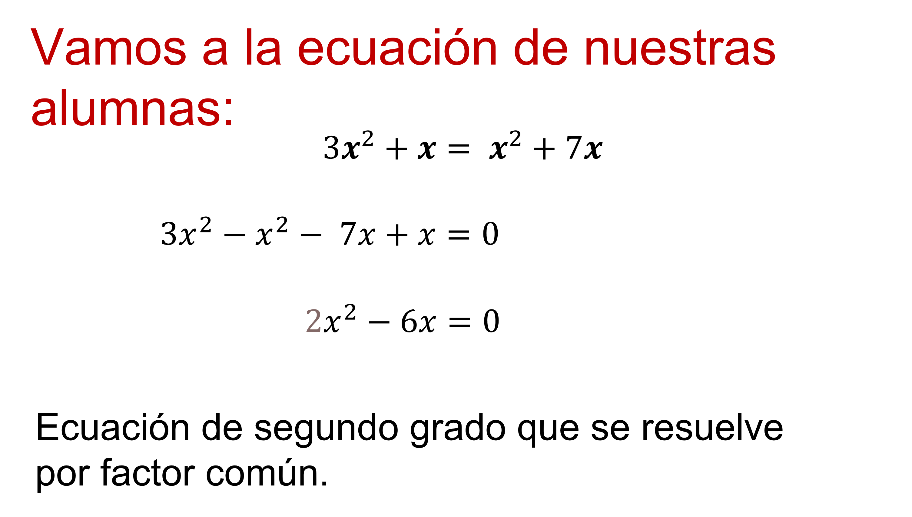 Vamos a la ecuación de nuestras
alumnas:
3x² + x = x² + 7x
3x² − x² − 7x + x = 0
2x² − 6x = 0
Ecuación de segundo grado que se resuelve
por factor común.